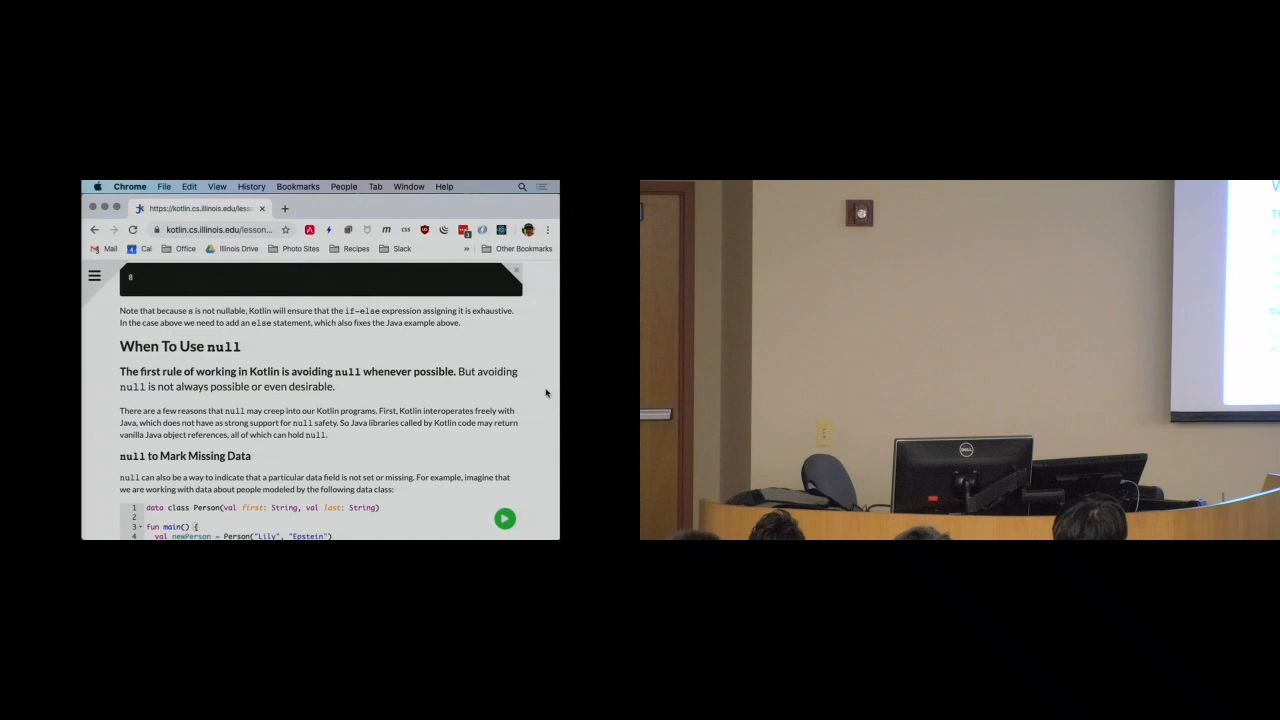 Chrome File Edit View History Bookmarks People Tab Window Help
https://kotlin.cs.illinois.edu/less
kotlin.cs.illinois.edu/lesson...
Mail Cal Office Illinois Drive Photo Sites Recipes Slack » Other Bookmarks
8
Note that because s is not nullable, Kotlin will ensure that the if-else expression assigning it is exhaustive.
In the case above we need to add an else statement, which also fixes the Java example above.
When To Use null
The first rule of working in Kotlin is avoiding null whenever possible. But avoiding
null is not always possible or even desirable.
There are a few reasons that null may creep into our Kotlin programs. First, Kotlin interoperates freely with
Java, which does not have as strong support for null safety. So Java libraries called by Kotlin code may return
vanilla Java object references, all of which can hold null.
null to Mark Missing Data
null can also be a way to indicate that a particular data field is not set or missing. For example, imagine that
we are working with data about people modeled by the following data class:
1 data class Person(val first: String, val last: String)
2
3 fun main() {
4 val newPerson = Person("Lily", "Epstein")
DELL